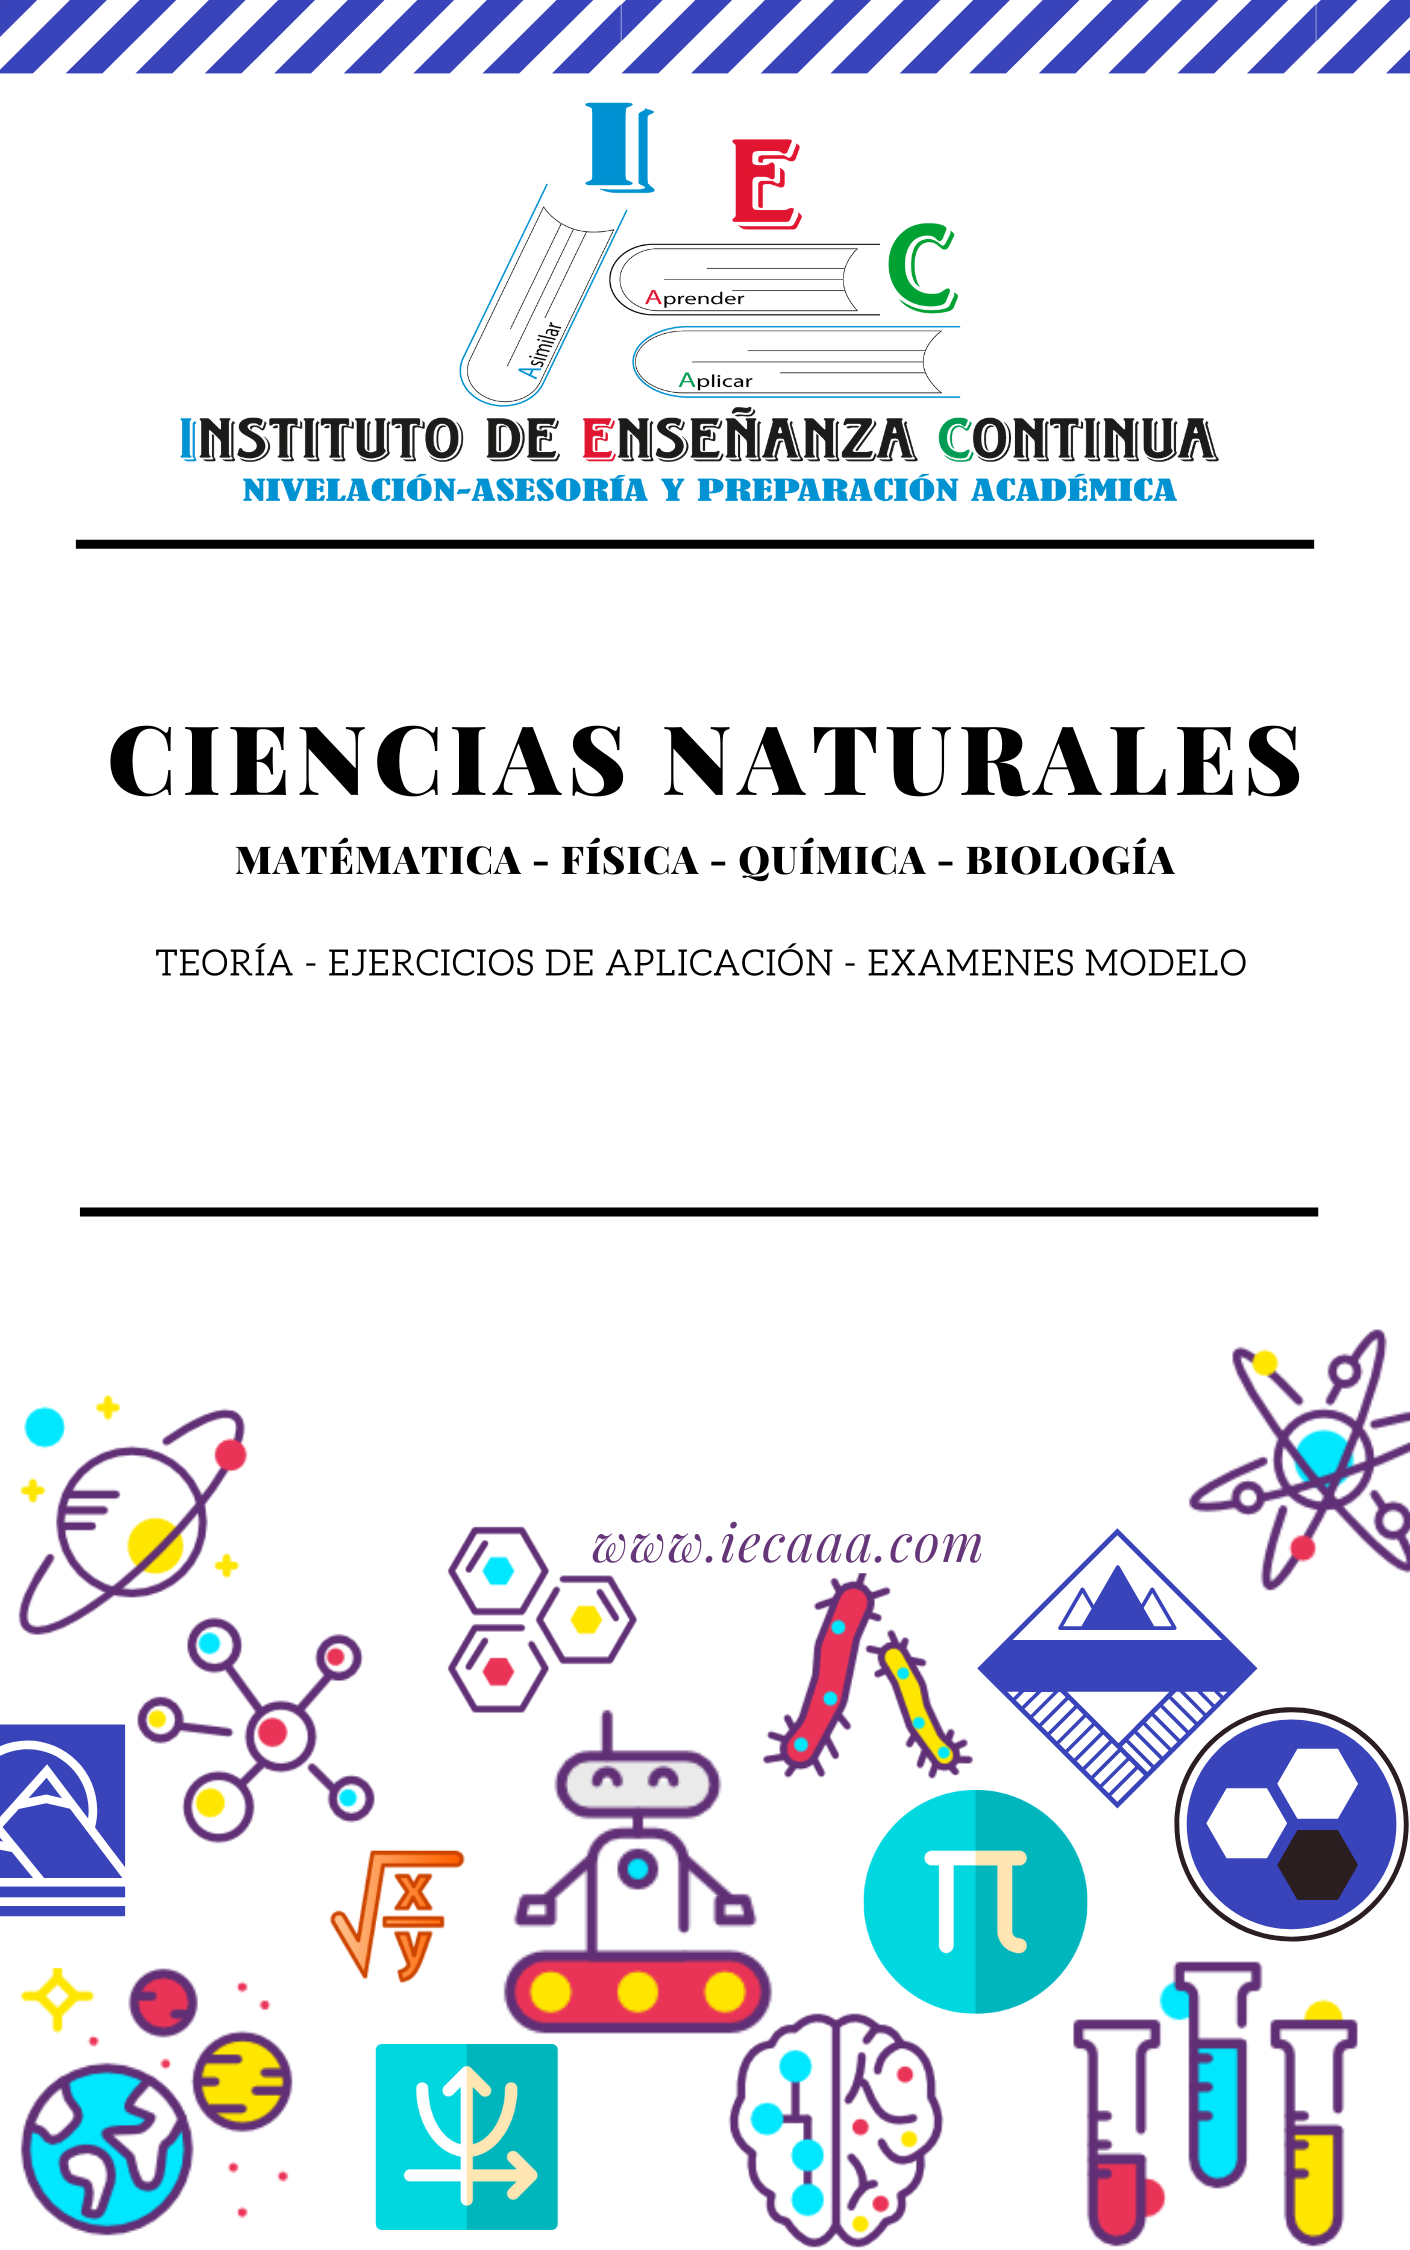 I E C
Asimilar
Aprender
Aplicar
INSTITUTO DE ENSEÑANZA CONTINUA
NIVELACIÓN-ASESORÍA Y PREPARACIÓN ACADÉMICA
CIENCIAS NATURALES
MATÉMATICA - FÍSICA - QUÍMICA - BIOLOGÍA
TEORÍA - EJERCICIOS DE APLICACIÓN - EXAMENES MODELO
www.iecaaa.com
√x/y
π